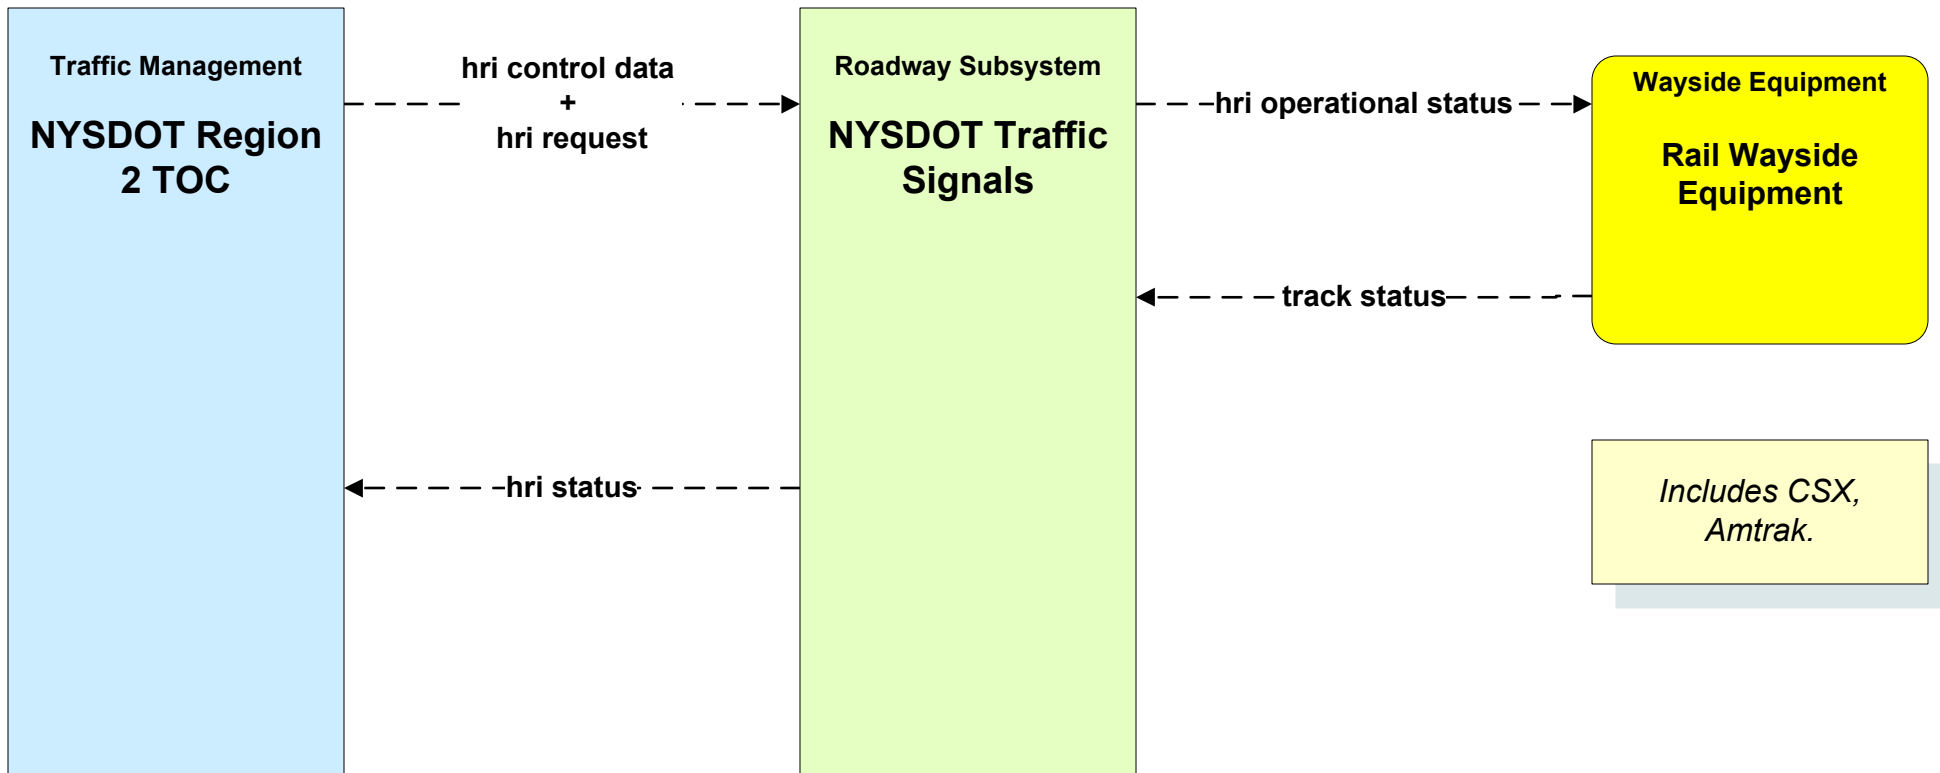 Traffic Management
NYSDOT Region
2 TOC
hri control data
+
hri request
Roadway Subsystem
NYSDOT Traffic
Signals
hri operational status
Wayside Equipment
Rail Wayside
Equipment
track status
hri status
Includes CSX,
Amtrak.